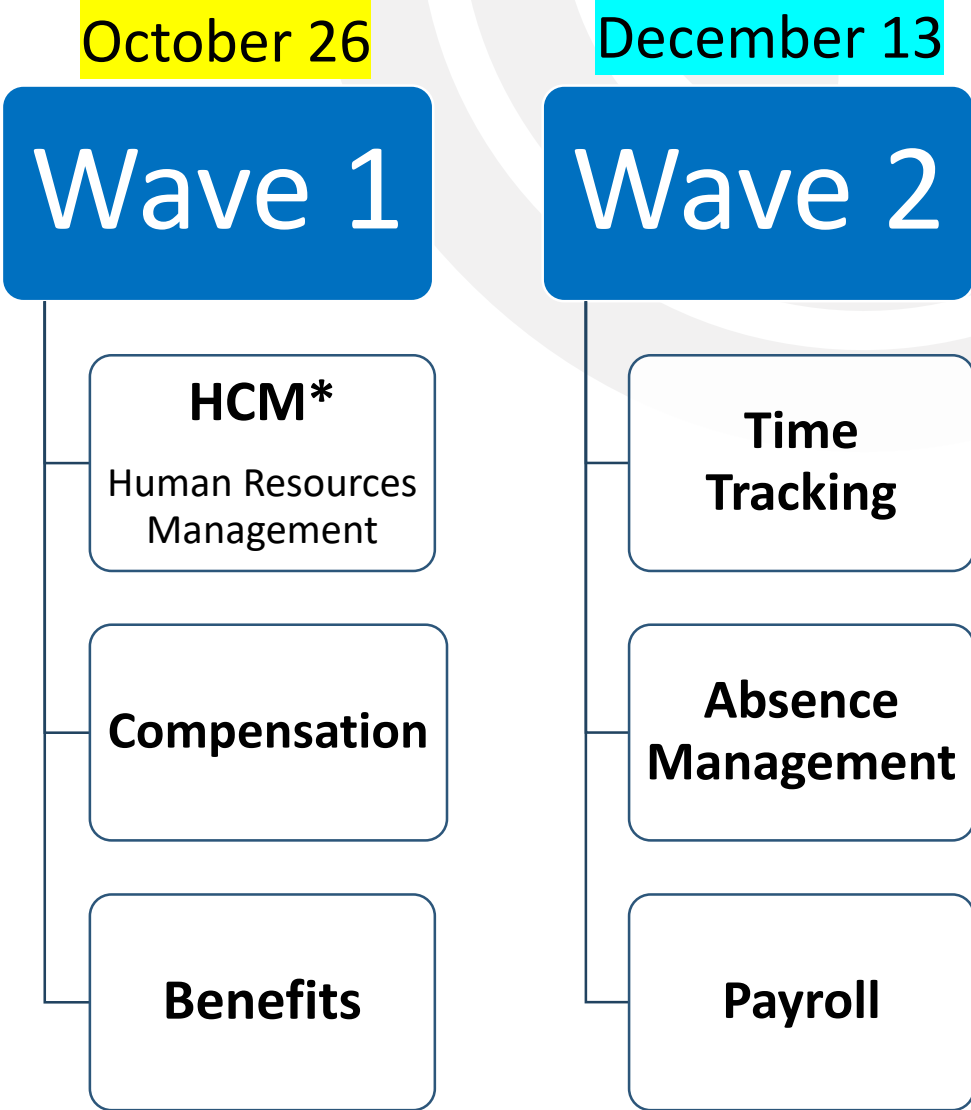 October 26
Wave 1
HCM*
Human Resources
Management
Compensation
Benefits
December 13
Wave 2
Time
Tracking
Absence
Management
Payroll